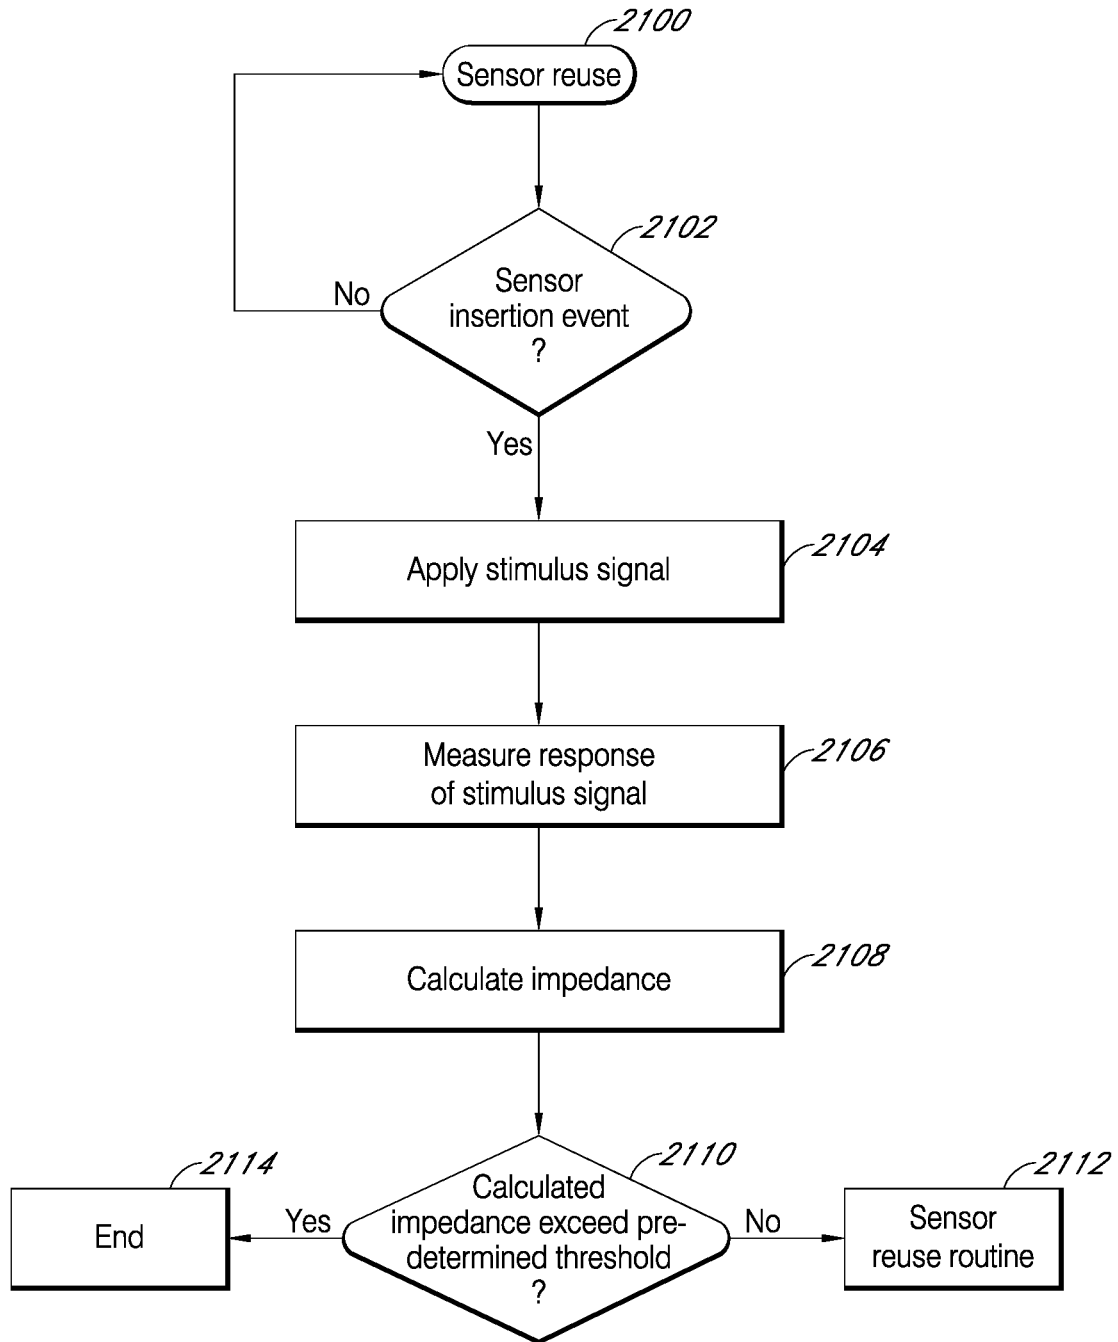 2100
Sensor reuse
2102
Sensor
insertion event
?
No
Yes
2104
Apply stimulus signal
2106
Measure response
of stimulus signal
2108
Calculate impedance
2110
Calculated
impedance exceed pre-
determined threshold
?
Yes
No
2114
End
2112
Sensor
reuse routine